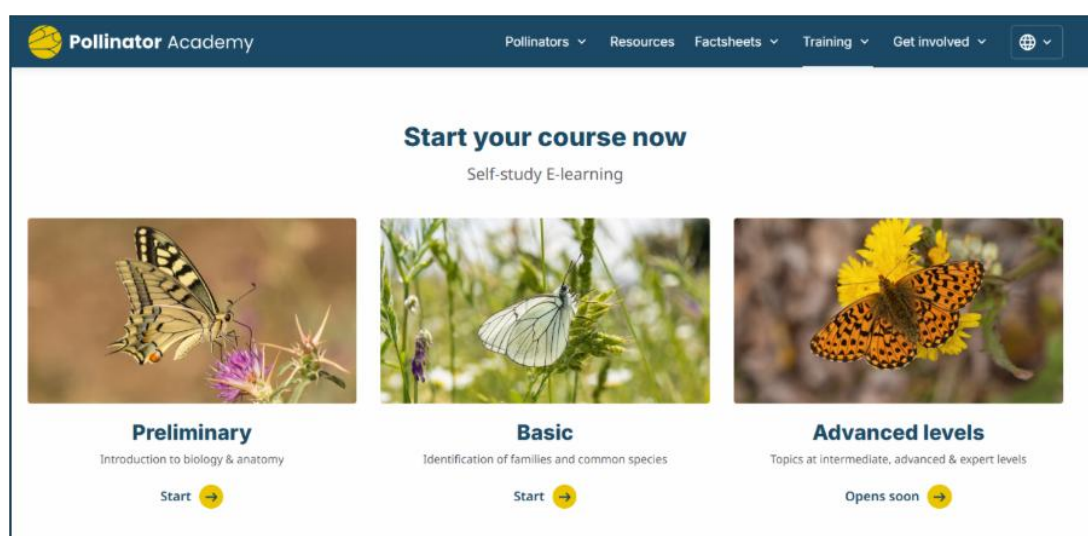 Pollinator Academy
Pollinators Resources Factsheets Training Get involved
Start your course now
Self-study E-learning
Preliminary
Introduction to biology & anatomy
Start
Basic
Identification of families and common species
Start
Advanced levels
Topics at intermediate, advanced & expert levels
Opens soon